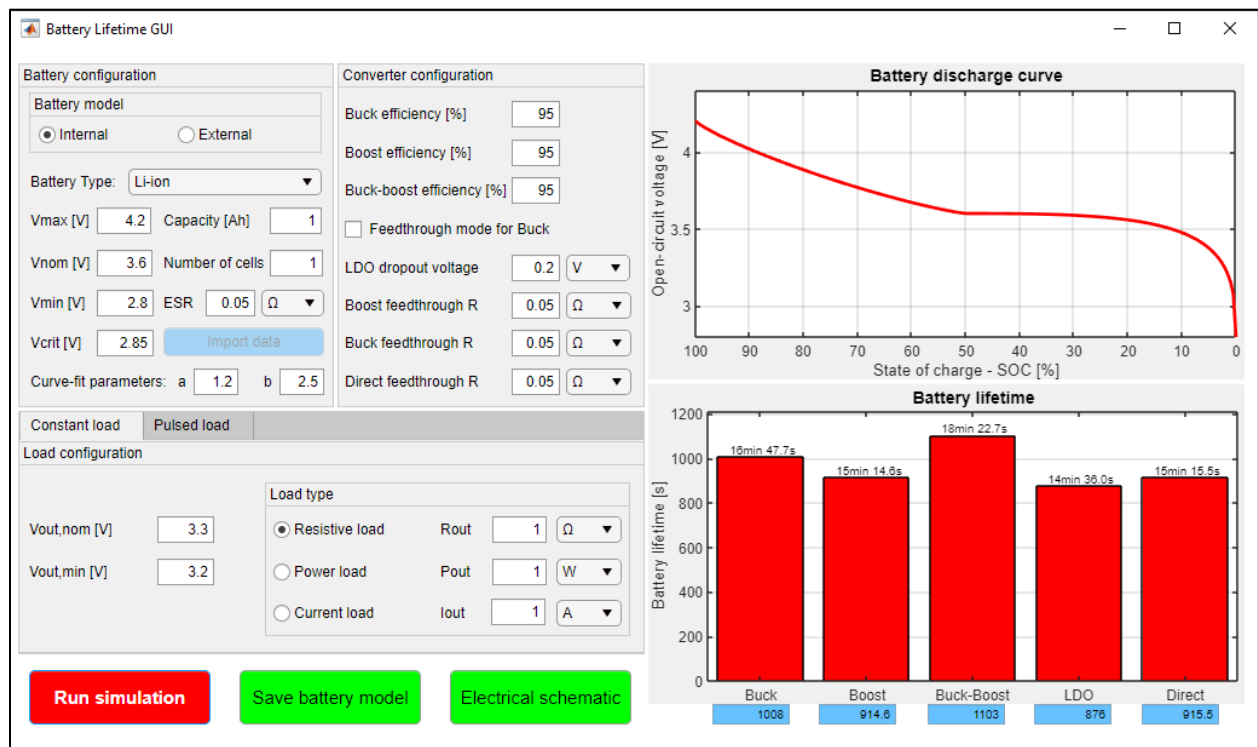 Battery Lifetime GUI
Battery configuration
Battery model
Internal External
Battery Type: Li-ion
Vmax [V] 4.2 Capacity [Ah] 1
Vnom [V] 3.6 Number of cells 1
Vmin [V] 2.8 ESR 0.05 Ω
Vcrit [V] 2.85 Import data
Curve-fit parameters: a 1.2 b 2.5
Converter configuration
Buck efficiency [%] 95
Boost efficiency [%] 95
Buck-boost efficiency [%] 95
Feedthrough mode for Buck
LDO dropout voltage 0.2 V
Boost feedthrough R 0.05 Ω
Buck feedthrough R 0.05 Ω
Direct feedthrough R 0.05 Ω
Battery discharge curve
Open-circuit voltage [V]
4
3.5
3
100 90 80 70 60 50 40 30 20 10 0
State of charge - SOC [%]
Constant load Pulsed load
Load configuration
Vout,nom [V] 3.3
Vout,min [V] 3.2
Load type
Resistive load Rout 1 Ω
Power load Pout 1 W
Current load Iout 1 A
Run simulation Save battery model Electrical schematic
Battery lifetime
Battery lifetime [s]
1200
1000
800
600
400
200
0
16min 47.7s 15min 14.6s 18min 22.7s 14min 36.0s 15min 15.5s
Buck Boost Buck-Boost LDO Direct
1008 914.6 1103 876 915.5